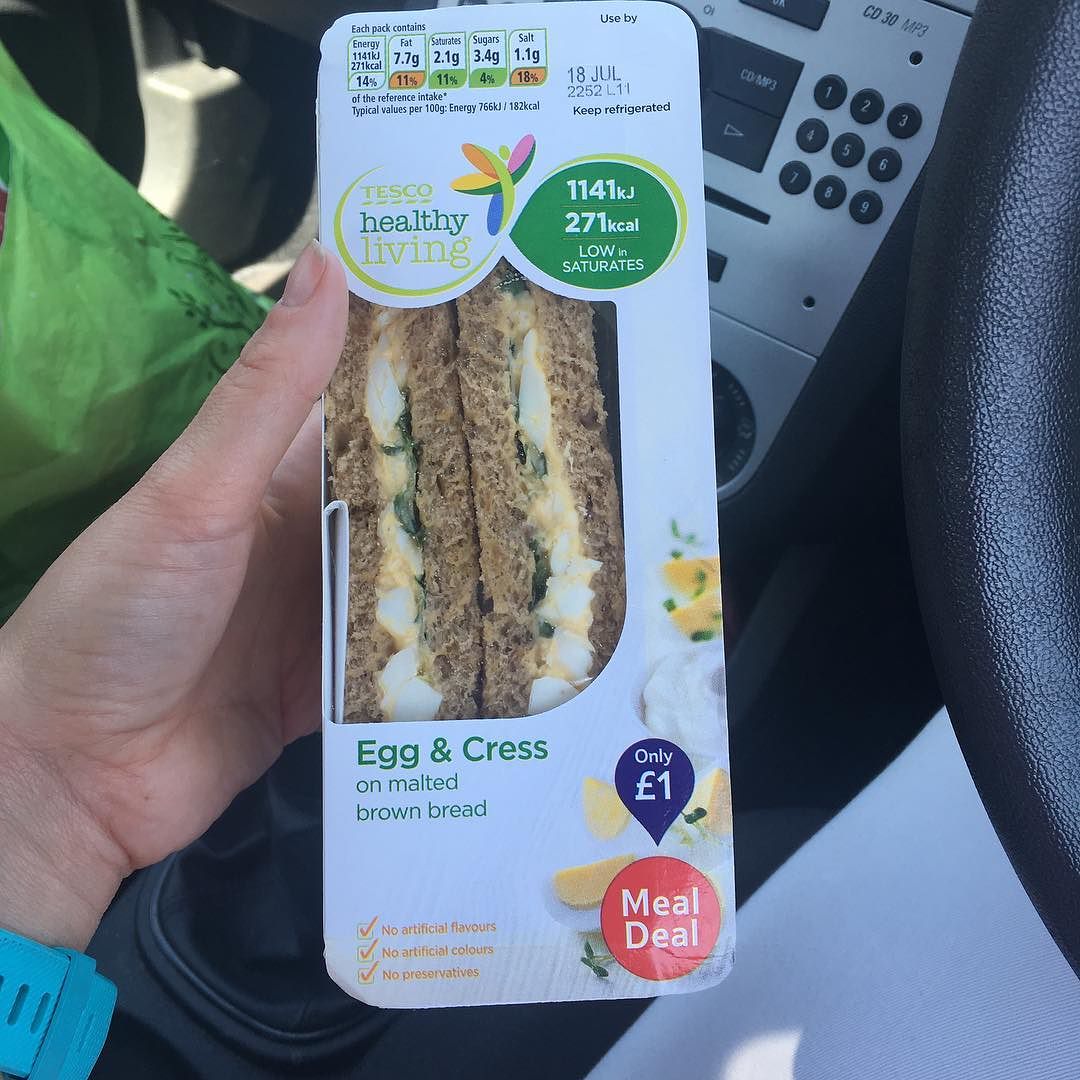 Each pack contains
Energy
1141kJ
271kcal
14%
Fat
7.7g
11%
Saturates
2.1g
11%
Sugars
3.4g
4%
Salt
1.1g
18%
of the reference intake*
Typical values per 100g: Energy 766kJ / 182kcal
Use by
18 JUL
2252 L11
Keep refrigerated
TESCO
healthy
living
1141kJ
271kcal
LOW in
SATURATES
Egg & Cress
on malted
brown bread
Only
£1
Meal
Deal
No artificial flavours
No artificial colours
No preservatives
CD 30 MP3
OK
CD/MP3
1
2
3
4
5
6
7
8
9